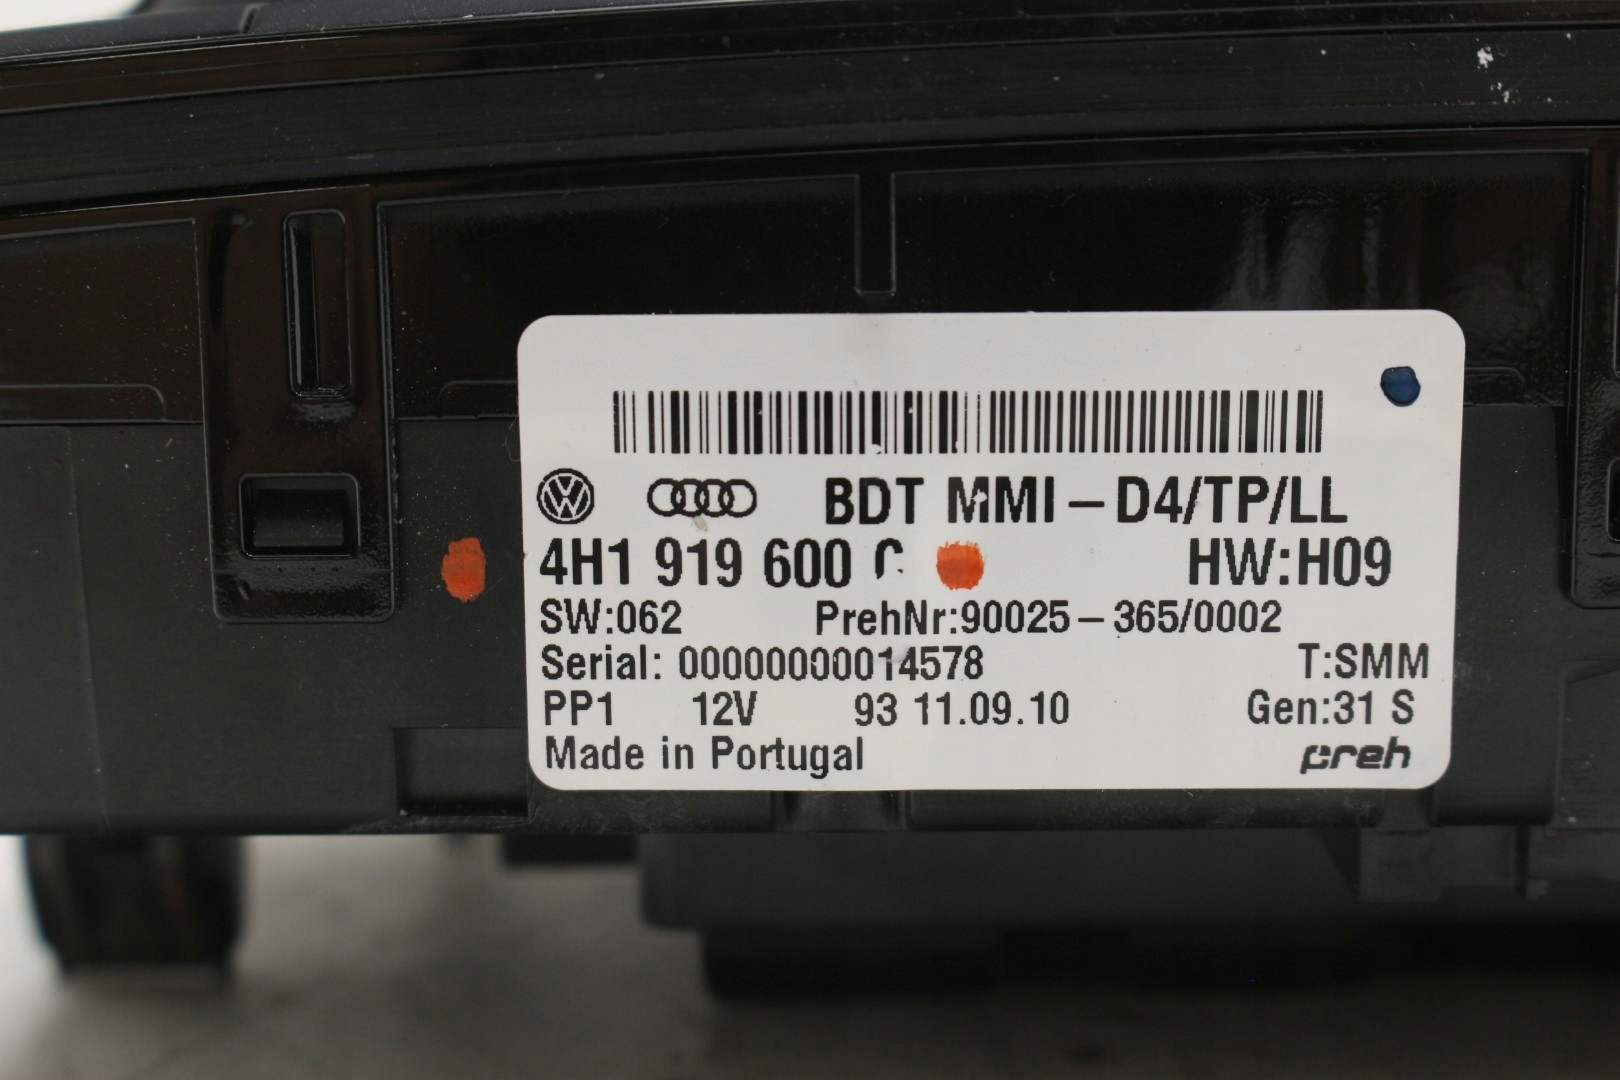 BDT MMI-D4/TP/LL
4H1 919 600 HW:H09
SW:062 PrehNr:90025-365/0002
Serial: 00000000014578 T:SMM
PP1 12V 93 11.09.10 Gen:31 S
Made in Portugal preh